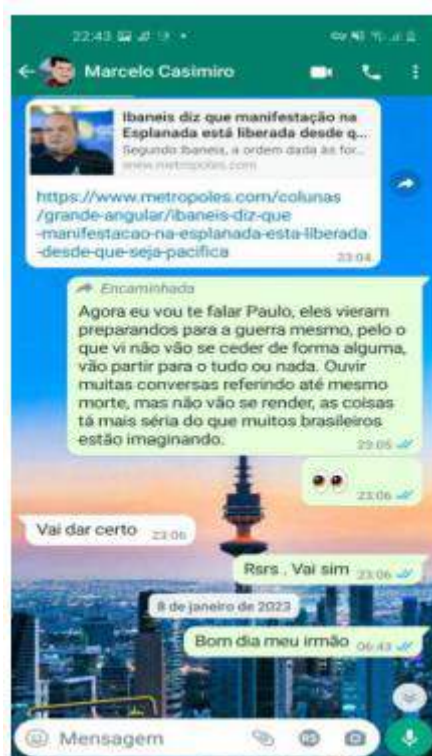 22:43
Marcelo Casimiro
Ibaneis diz que manifestação na
Esplanada está liberada desde q...
Segundo Ibaneis, a ordem dada às for...
www.metropoles.com
https://www.metropoles.com/colunas
/grande-angular/ibaneis-diz-que
-manifestacao-na-esplanada-esta-liberada
-desde-que-seja-pacifica
23:04
Encaminhada
Agora eu vou te falar Paulo, eles vieram
preparandos para a guerra mesmo, pelo o
que vi não vão se ceder de forma alguma,
vão partir para o tudo ou nada. Ouvir
muitas conversas referindo até mesmo
morte, mas não vão se render, as coisas
tá mais séria do que muitos brasileiros
estão imaginando.
23:05
23:06
Vai dar certo 23:06
Rsrs . Vai sim 23:06
8 de janeiro de 2023
Bom dia meu irmão 06:43
Mensagem